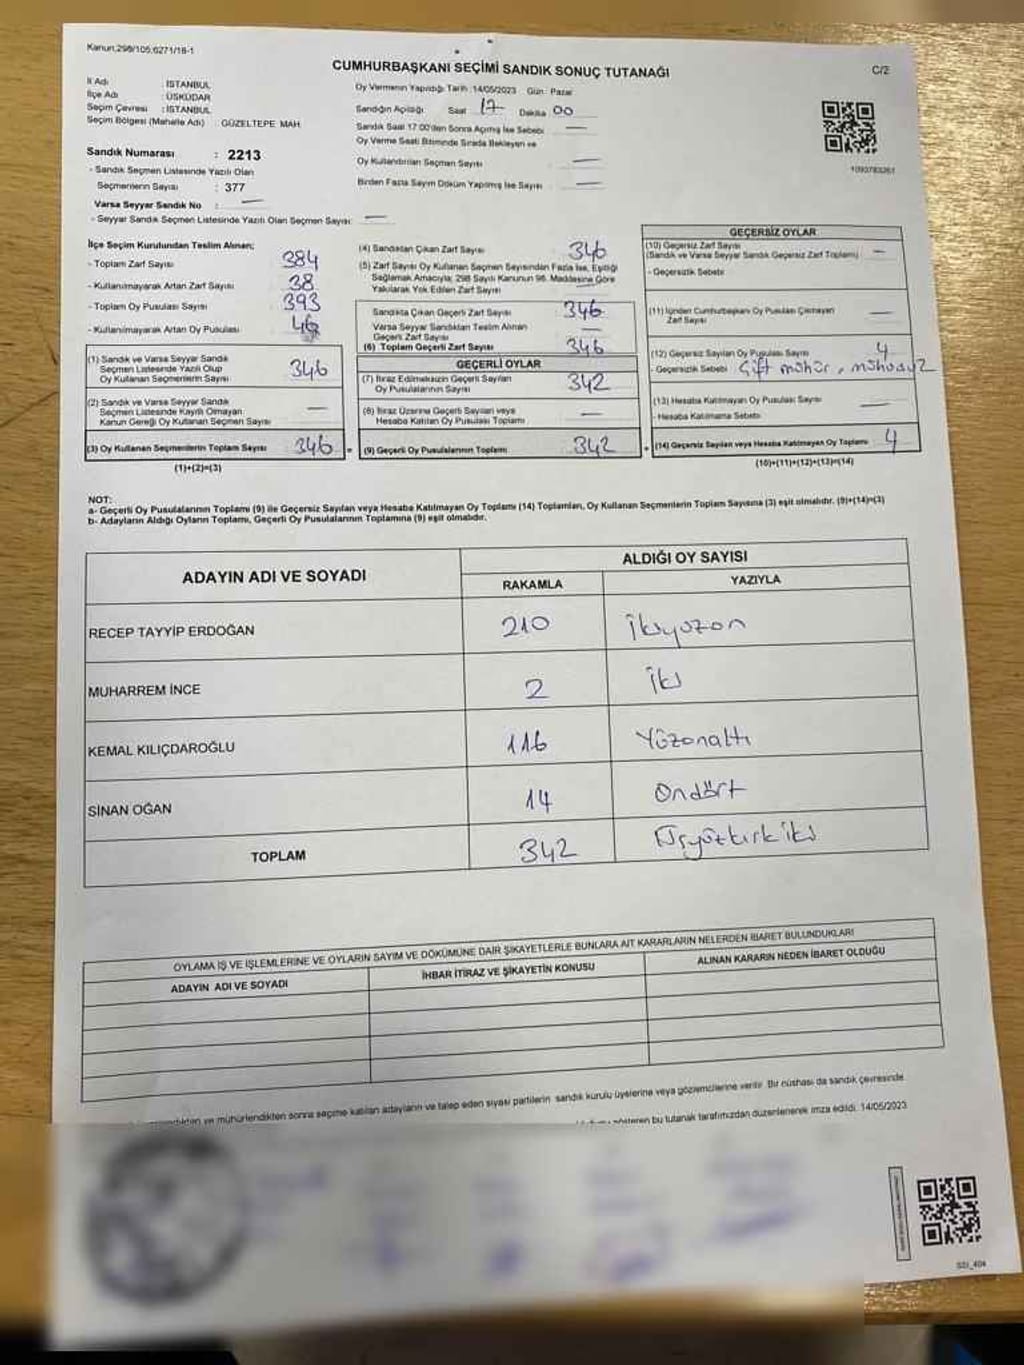 Kanun;298/105;6271/18-1
CUMHURBAŞKANI SEÇİMİ SANDIK SONUÇ TUTANAĞI
C/2
İl Adı : İSTANBUL
İlçe Adı : ÜSKÜDAR
Seçim Çevresi : İSTANBUL
Seçim Bölgesi (Mahalle Adı) : GÜZELTEPE MAH.
Oy Vermenin Yapıldığı Tarih :14/05/2023 Gün: Pazar
Sandığın Açıldığı Saat 17 Dakika 00
Sandık Saat 17:00'den Sonra Açılmış İse Sebebi —
Oy Verme Saati Bitiminde Sırada Bekleyen ve
Oy Kullandırılan Seçmen Sayısı —
Birden Fazla Sayım Döküm Yapılmış İse Sayısı —
1093783261
Sandık Numarası : 2213
- Sandık Seçmen Listesinde Yazılı Olan
Seçmenlerin Sayısı : 377
Varsa Seyyar Sandık No : —
- Seyyar Sandık Seçmen Listesinde Yazılı Olan Seçmen Sayısı: —
İlçe Seçim Kurulundan Teslim Alınan;
- Toplam Zarf Sayısı 384
- Kullanılmayarak Artan Zarf Sayısı 38
- Toplam Oy Pusulası Sayısı 393
- Kullanılmayarak Artan Oy Pusulası 46
(1) Sandık ve Varsa Seyyar Sandık
Seçmen Listesinde Yazılı Olup
Oy Kullanan Seçmenlerin Sayısı 346
(2) Sandık ve Varsa Seyyar Sandık
Seçmen Listesinde Kayıtlı Olmayan
Kanun Gereği Oy Kullanan Seçmen Sayısı —
(3) Oy Kullanan Seçmenlerin Toplam Sayısı 346 =
(1)+(2)=(3)
(4) Sandıktan Çıkan Zarf Sayısı 346
(5) Zarf Sayısı Oy Kullanan Seçmen Sayısından Fazla İse, Eşitliği
Sağlamak Amacıyla; 298 Sayılı Kanunun 98. Maddesine Göre
Yakılarak Yok Edilen Zarf Sayısı —
Sandıkta Çıkan Geçerli Zarf Sayısı 346
Varsa Seyyar Sandıktan Teslim Alınan
Geçerli Zarf Sayısı —
(6) Toplam Geçerli Zarf Sayısı 346
GEÇERLİ OYLAR
(7) İtiraz Edilmeksizin Geçerli Sayılan
Oy Pusulalarının Sayısı 342
(8) İtiraz Üzerine Geçerli Sayılan veya
Hesaba Katılan Oy Pusulası Toplamı —
(9) Geçerli Oy Pusulalarının Toplamı 342 +
GEÇERSİZ OYLAR
(10) Geçersiz Zarf Sayısı
(Sandık ve Varsa Seyyar Sandık Geçersiz Zarf Toplamı) —
- Geçersizlik Sebebi
(11) İçinden Cumhurbaşkanı Oy Pusulası Çıkmayan
Zarf Sayısı —
(12) Geçersiz Sayılan Oy Pusulası Sayısı 4
- Geçersizlik Sebebi Çift mühür,
(13) Hesaba Katılmayan Oy Pusulası Sayısı —
- Hesaba Katılmama Sebebi
(14) Geçersiz Sayılan veya Hesaba Katılmayan Oy Toplamı 4
(10)+(11)+(12)+(13)=(14)
NOT:
a- Geçerli Oy Pusulalarının Toplamı (9) ile Geçersiz Sayılan veya Hesaba Katılmayan Oy Toplamı (14) Toplamları, Oy Kullanan Seçmenlerin Toplam Sayısına (3) eşit olmalıdır. (9)+(14)=(3)
b- Adayların Aldığı Oyların Toplamı, Geçerli Oy Pusulalarının Toplamına (9) eşit olmalıdır.
ADAYIN ADI VE SOYADI
ALDIĞI OY SAYISI
RAKAMLA YAZIYLA
RECEP TAYYİP ERDOĞAN 210 İkiyüzon
MUHARREM İNCE 2 İki
KEMAL KILIÇDAROĞLU 116 Yüzonaltı
SİNAN OĞAN 14 Ondört
TOPLAM 342 Üçyüzkırkiki
OYLAMA İŞ VE İŞLEMLERİNE VE OYLARIN SAYIM VE DÖKÜMÜNE DAİR ŞİKAYETLERLE BUNLARA AİT KARARLARIN NELERDEN İBARET BULUNDUKLARI
ADAYIN ADI VE SOYADI
İHBAR İTİRAZ VE ŞİKAYETİN KONUSU
ALINAN KARARIN NEDEN İBARET OLDUĞU
ve mühürlendikten sonra seçime katılan adayların ve talep eden siyasi partilerin sandık kurulu üyelerine veya gözlemcilerine verilir. Bir nüshası da sandık çevresinde
gösteren bu tutanak tarafımızdan düzenlenerek imza edildi. 14/05/2023